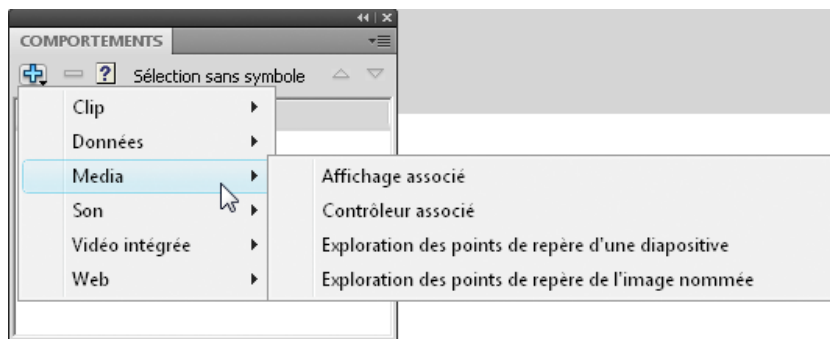 COMPORTEMENTS
Sélection sans symbole
Clip
Données
Media
Son
Vidéo intégrée
Web
Affichage associé
Contrôleur associé
Exploration des points de repère d'une diapositive
Exploration des points de repère de l'image nommée